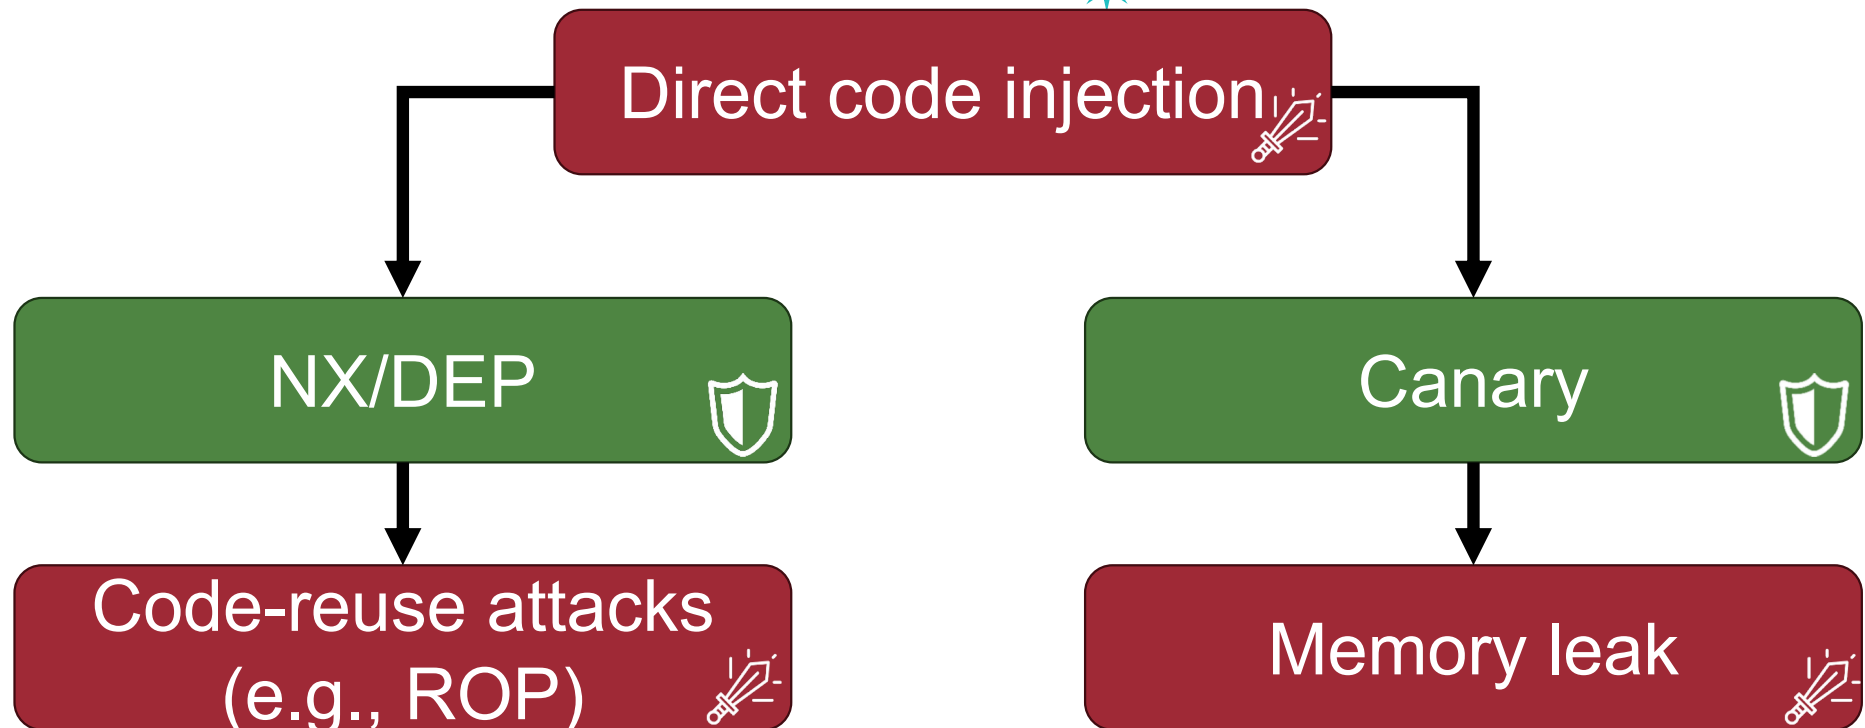 Direct code injection
NX/DEP
Canary
Code-reuse attacks
(e.g., ROP)
Memory leak